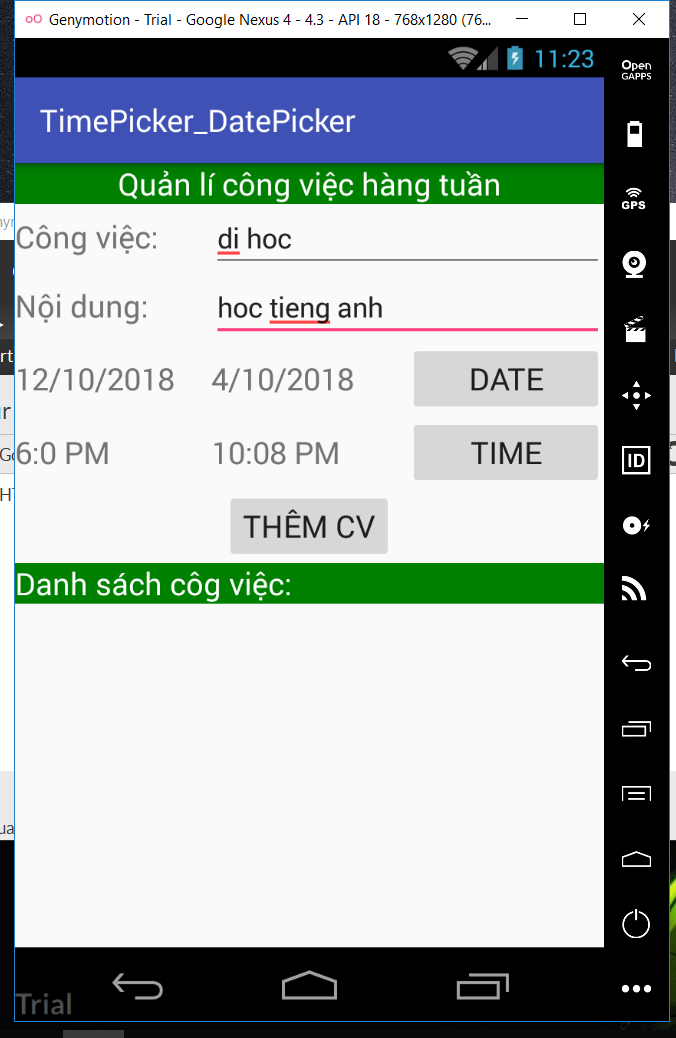 Genymotion - Trial - Google Nexus 4 - 4.3 - API 18 - 768x1280 (76...
11:23
Open
GAPPS
TimePicker_DatePicker
Quản lí công việc hàng tuần
GPS
Công việc: di hoc
Nội dung: hoc tieng anh
12/10/2018 4/10/2018 DATE
6:0 PM 10:08 PM TIME
ID
THÊM CV
Danh sách côg việc:
Trial